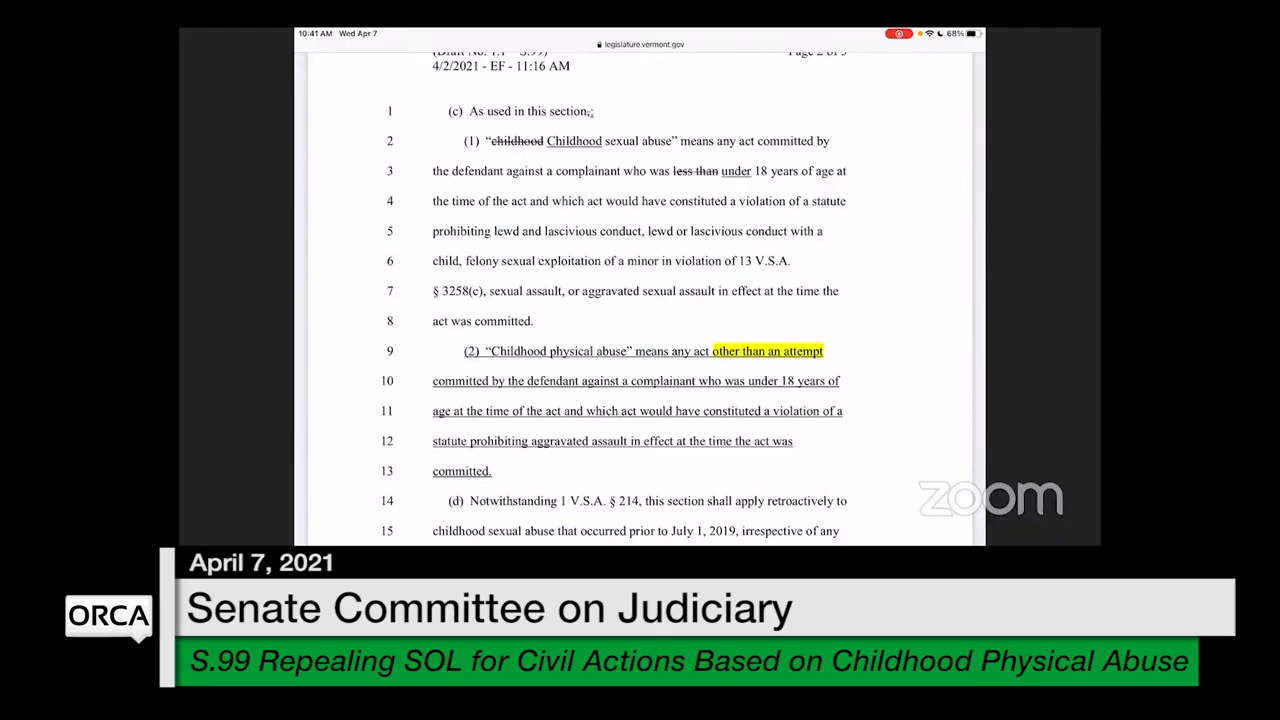 10:41 AM Wed Apr 7
68%
legislature.vermont.gov
(Draft No. 1.1 – S.99) Page 2 of 5
4/2/2021 - EF - 11:16 AM
1 (c) As used in this section,:
2 (1) “childhood Childhood sexual abuse” means any act committed by
3 the defendant against a complainant who was less than under 18 years of age at
4 the time of the act and which act would have constituted a violation of a statute
5 prohibiting lewd and lascivious conduct, lewd or lascivious conduct with a
6 child, felony sexual exploitation of a minor in violation of 13 V.S.A.
7 § 3258(c), sexual assault, or aggravated sexual assault in effect at the time the
8 act was committed.
9 (2) “Childhood physical abuse” means any act other than an attempt
10 committed by the defendant against a complainant who was under 18 years of
11 age at the time of the act and which act would have constituted a violation of a
12 statute prohibiting aggravated assault in effect at the time the act was
13 committed.
14 (d) Notwithstanding 1 V.S.A. § 214, this section shall apply retroactively to
15 childhood sexual abuse that occurred prior to July 1, 2019, irrespective of any
zoom
April 7, 2021
ORCA
Senate Committee on Judiciary
S.99 Repealing SOL for Civil Actions Based on Childhood Physical Abuse